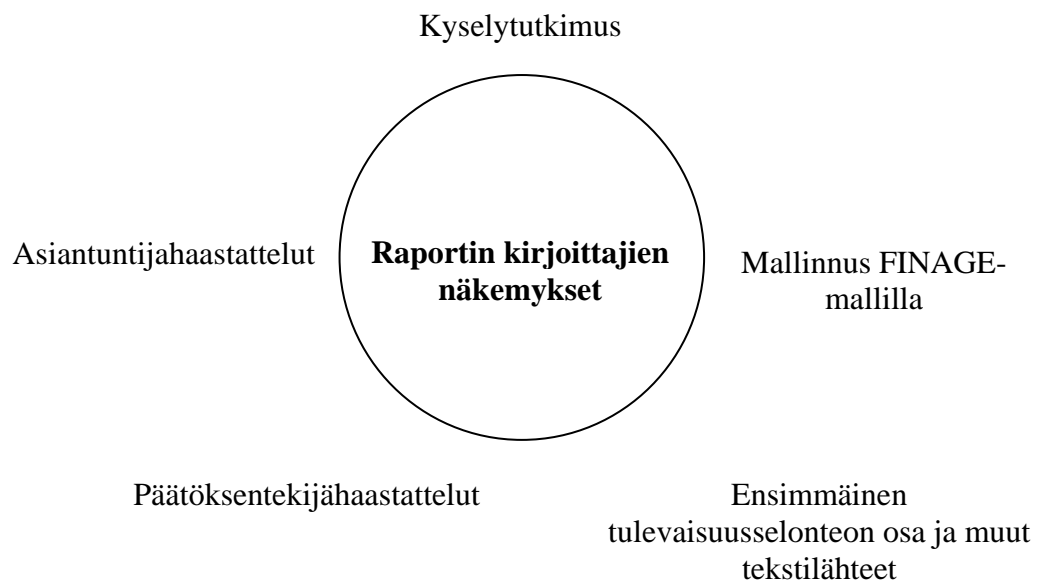 Kyselytutkimus
Asiantuntijahaastattelut
Raportin kirjoittajien
näkemykset
Mallinnus FINAGE-
mallilla
Päätöksentekijähaastattelut
Ensimmäinen
tulevaisuusselonteon osa ja muut
tekstilähteet